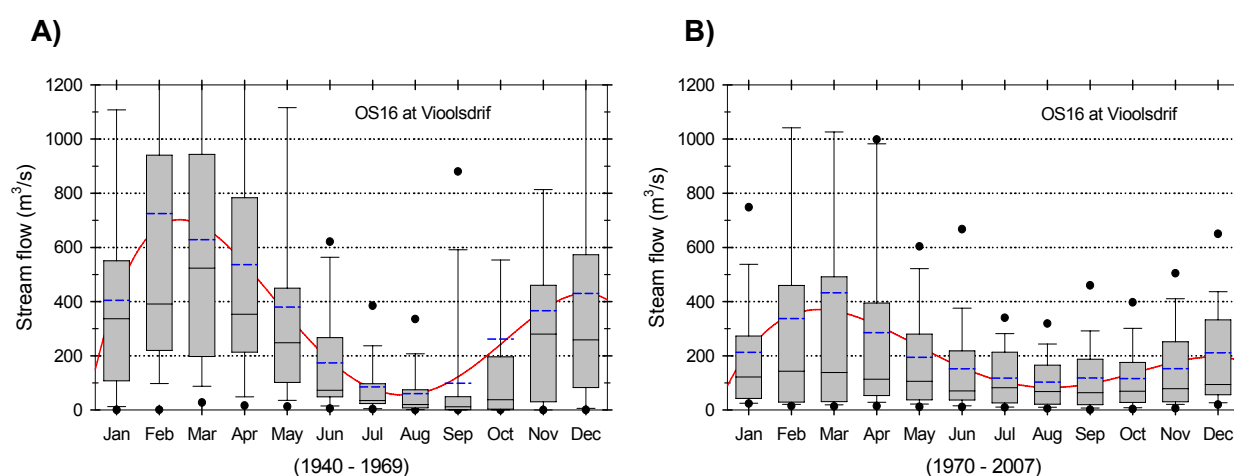 A)
B)
1200
1000
800
600
400
200
0
Stream flow (m³/s)
OS16 at Vioolsdrif
Jan Feb Mar Apr May Jun Jul Aug Sep Oct Nov Dec
(1940 - 1969)
1200
1000
800
600
400
200
0
Steam flow (m³/s)
OS16 at Vioolsdrif
Jan Feb Mar Apr May Jun Jul Aug Sep Oct Nov Dec
(1970 - 2007)